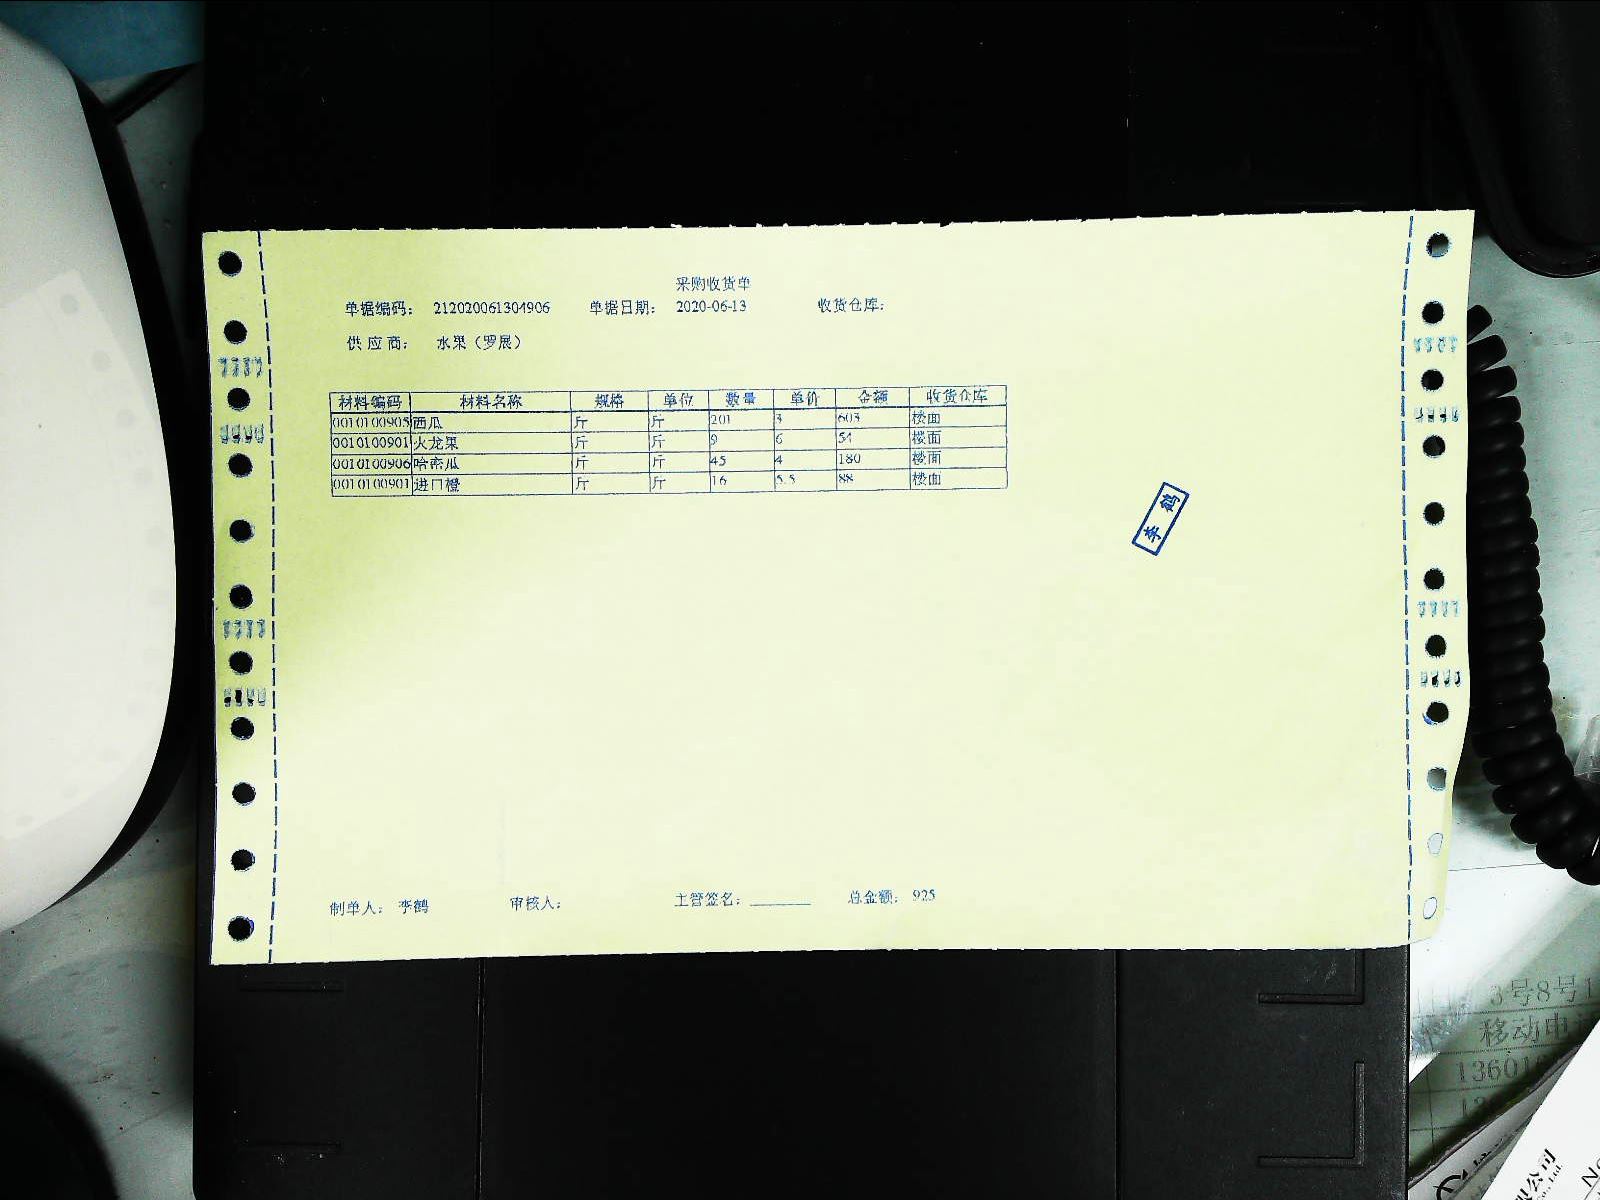 采购收货单
单据编码： 212020061304906 单据日期： 2020-06-13 收货仓库：
供应商： 水果（罗展）
材料编码 材料名称 规格 单位 数量 单价 金额 收货仓库
0010100905 西瓜 斤 斤 201 3 603 楼面
0010100901 火龙果 斤 斤 9 6 54 楼面
0010100906 哈密瓜 斤 斤 45 4 180 楼面
0010100901 进口橙 斤 斤 16 5.5 88 楼面
李鹤
制单人： 李鹤 审核人： 主管签名： 总金额： 925
3号8号1
移动电
1360